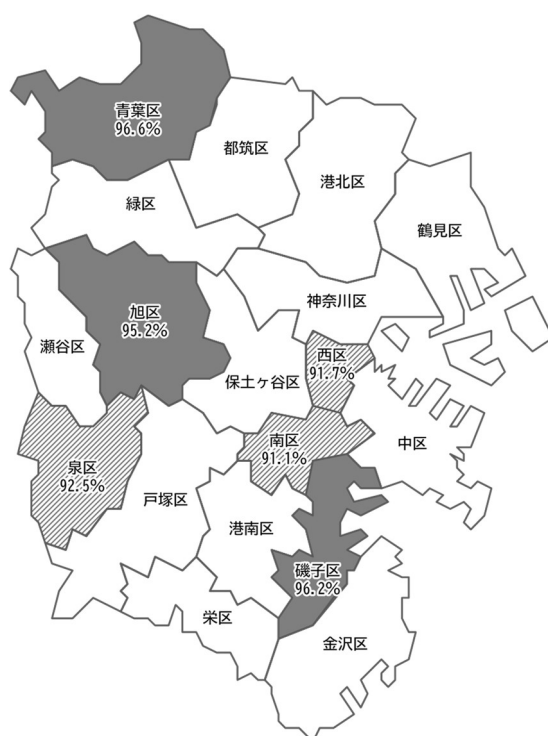 青葉区
96.6%
都筑区
港北区
緑区
鶴見区
神奈川区
旭区
95.2%
瀬谷区
西区
91.7%
保土ヶ谷区
中区
南区
91.1%
泉区
92.5%
戸塚区
港南区
磯子区
96.2%
栄区
金沢区